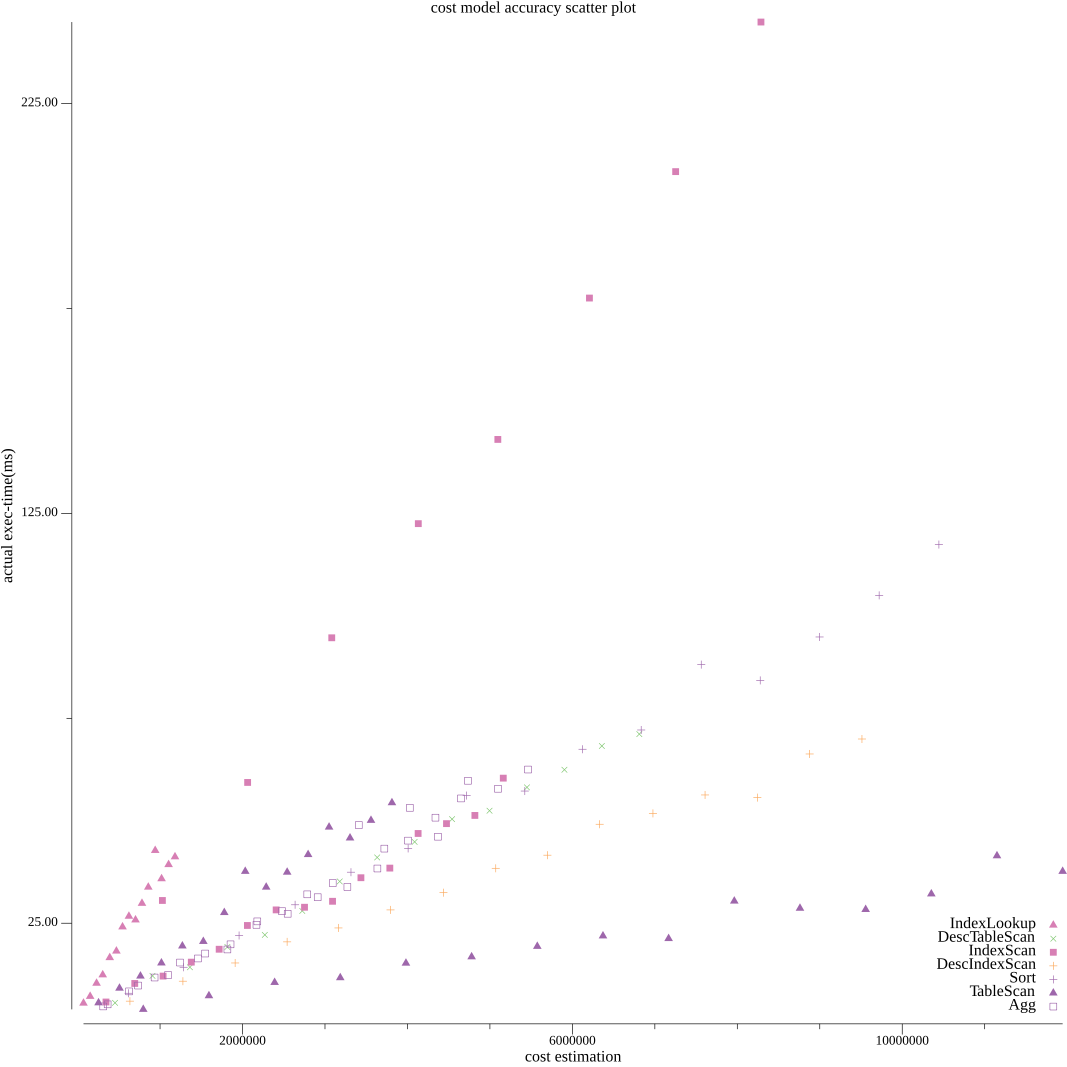 cost model accuracy scatter plot
225.00
125.00
25.00
actual exec-time(ms)
IndexLookup
DescTableScan
IndexScan
DescIndexScan
Sort
TableScan
Agg
2000000
6000000
10000000
cost estimation